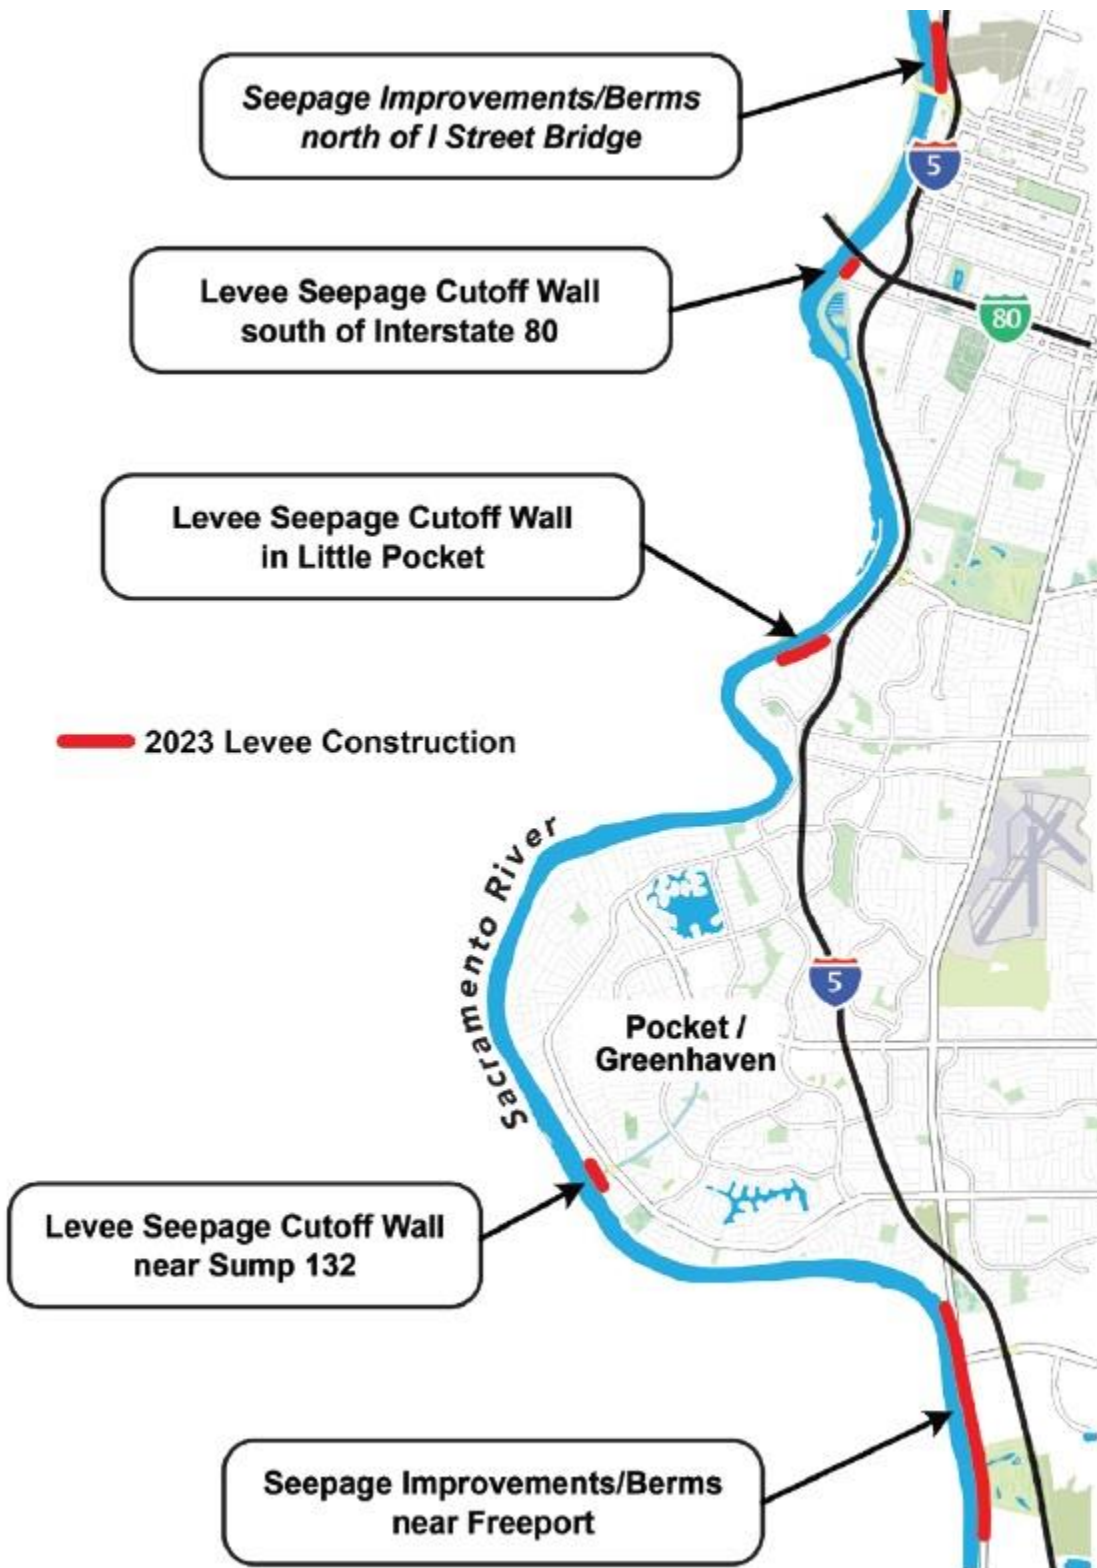 Seepage Improvements/Berms
north of I Street Bridge
5
Levee Seepage Cutoff Wall
south of Interstate 80
80
Levee Seepage Cutoff Wall
in Little Pocket
2023 Levee Construction
Sacramento River
5
Pocket /
Greenhaven
Levee Seepage Cutoff Wall
near Sump 132
Seepage Improvements/Berms
near Freeport